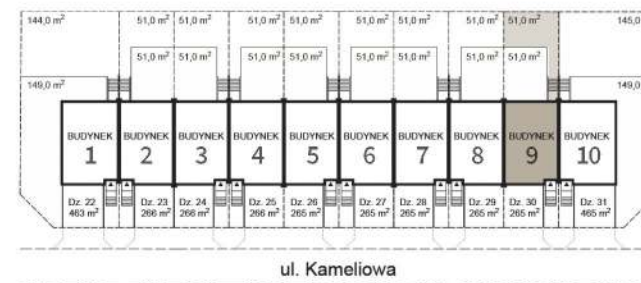 144,0 m² 51,0 m² 51,0 m² 51,0 m² 51,0 m² 51,0 m² 51,0 m² 51,0 m² 51,0 m² 145,0
149,0 m² 51,0 m² 51,0 m² 51,0 m² 51,0 m² 51,0 m² 51,0 m² 51,0 m² 51,0 m² 149,0
BUDYNEK BUDYNEK BUDYNEK BUDYNEK BUDYNEK BUDYNEK BUDYNEK BUDYNEK BUDYNEK BUDYNEK
1 2 3 4 5 6 7 8 9 10
Dz. 22 Dz. 23 Dz. 24 Dz. 25 Dz. 26 Dz. 27 Dz. 28 Dz. 29 Dz. 30 Dz. 31
463 m² 266 m² 266 m² 266 m² 265 m² 265 m² 265 m² 265 m² 265 m² 465 m²
ul. Kameliowa